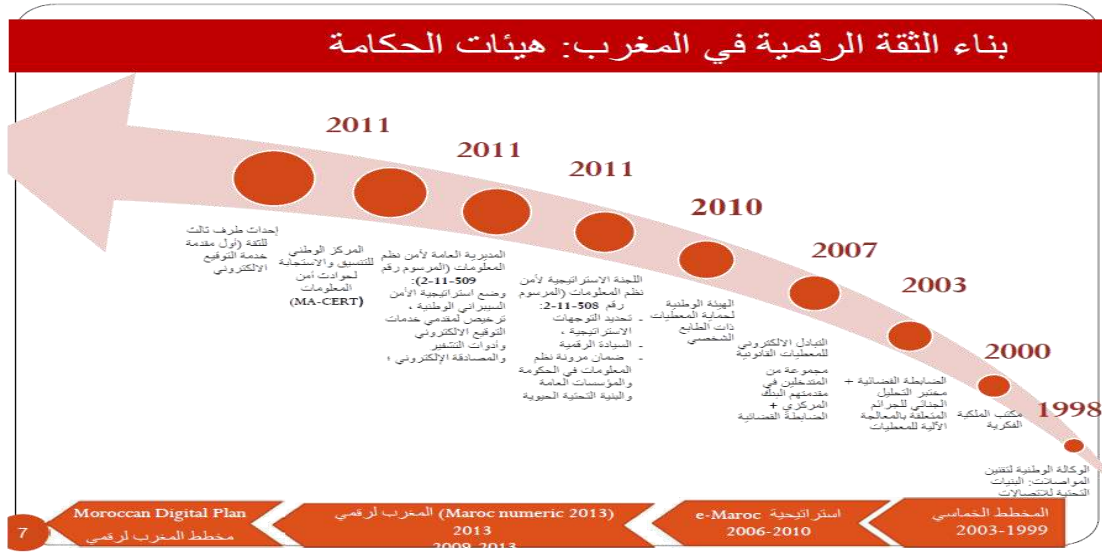 بناء الثقة الرقمية في المغرب: هيئات الحكامة
1998
الوكالة الوطنية لتقنين
المواصلات: البنيات
التحتية للاتصالات
2000
مكتب الملكية
الفكرية
2003
الضابطة القضائية +
مختبر التحليل
الجنائي للجرائم
المتعلقة بالمعالجة
الآلية للمعطيات
2007
التبادل الالكتروني
للمعطيات القانونية
مجموعة من
المتدخلين في
مقدمتهم البنك
المركزي +
الضابطة القضائية
2010
الهيئة الوطنية
لحماية المعطيات
ذات الطابع
الشخصي
2011
اللجنة الاستراتيجية لأمن
نظم المعلومات (المرسوم
رقم 508-11-2:
- تحديد التوجهات
الاستراتيجية ،
- السيادة الرقمية
- ضمان مرونة نظم
المعلومات في الحكومة
والمؤسسات العامة
والبنية التحتية الحيوية
2011
المديرية العامة لأمن نظم
المعلومات (المرسوم رقم
2-11-509):
وضع استراتيجية الأمن
السيبراني الوطنية ،
ترخيص لمقدمي خدمات
التوقيع الالكتروني
وأدوات التشفير
والمصادقة الإلكتروني ؛
2011
المركز الوطني
للتنسيق والاستجابة
لحوادث أمن
المعلومات
(MA-CERT)
إحداث طرف ثالث
للثقة (أول مقدمة
خدمة التوقيع
الالكتروني
المخطط الخماسي
2003-1999
استراتيجية e-Maroc
2006-2010
المغرب لرقمي (Maroc numeric 2013)
2013
2009-2013
Moroccan Digital Plan
مخطط المغرب لرقمي
7